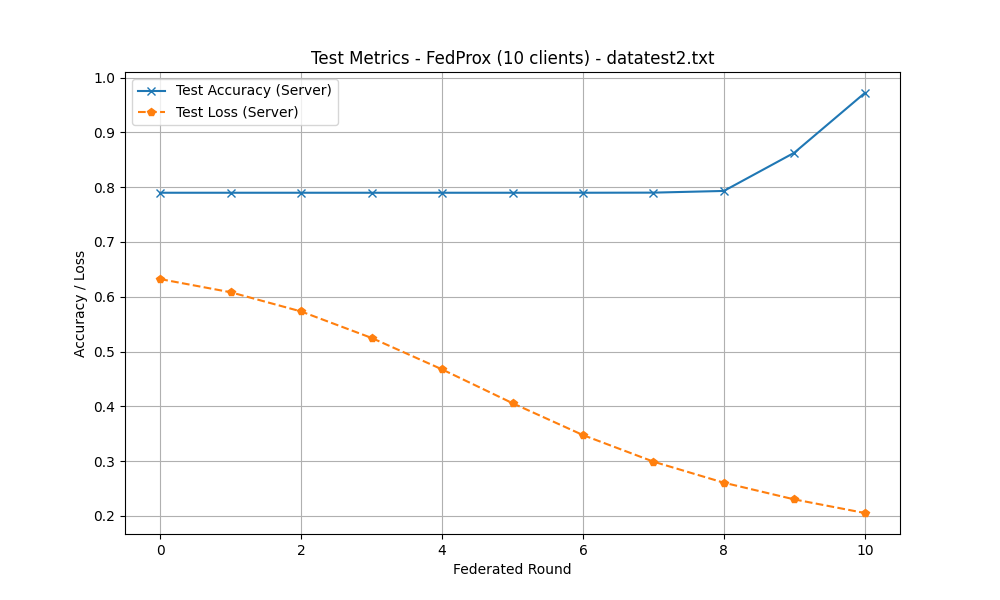 Test Metrics - FedProx (10 clients) - datatest2.txt
Test Accuracy (Server)
Test Loss (Server)
1.0
0.9
0.8
0.7
0.6
0.5
0.4
0.3
0.2
Accuracy / Loss
0 2 4 6 8 10
Federated Round